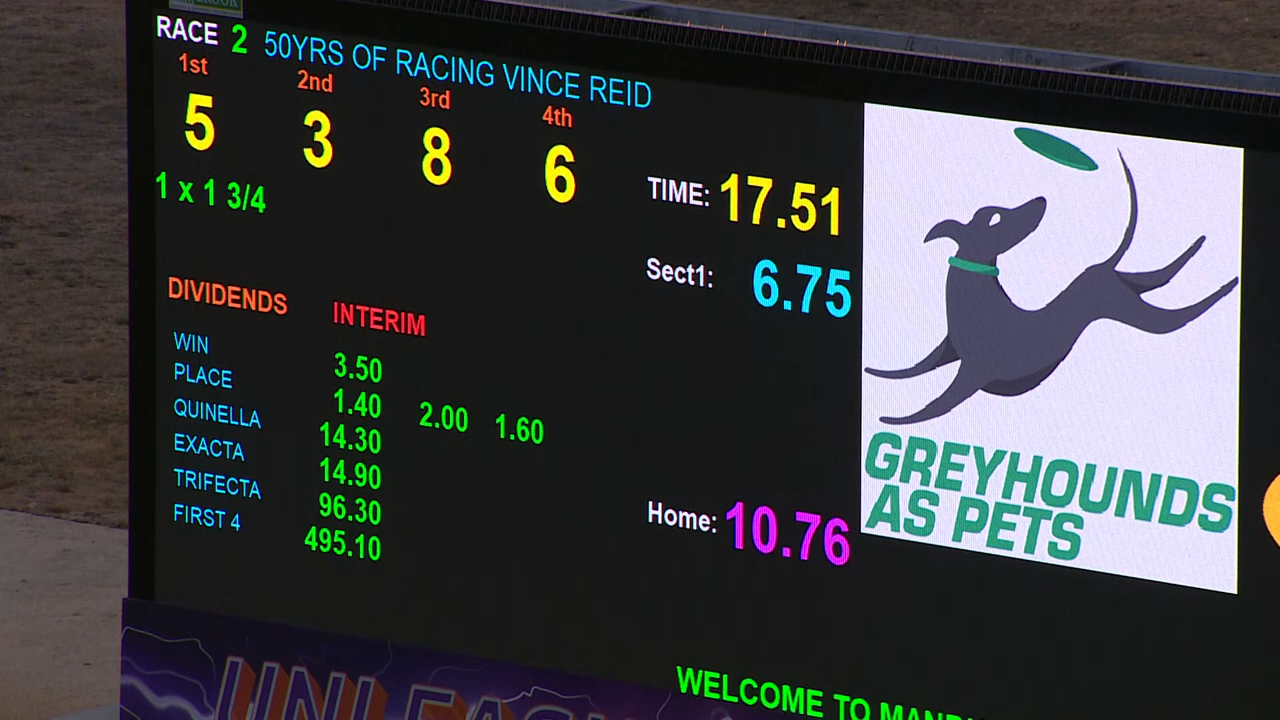 RACE 2 50YRS OF RACING VINCE REID
1st 2nd 3rd 4th
5 3 8 6
1 x 1 3/4
TIME: 17.51
Sect1: 6.75
DIVIDENDS INTERIM
WIN 3.50
PLACE 1.40 2.00 1.60
QUINELLA 14.30
EXACTA 14.90
TRIFECTA 96.30
FIRST 4 495.10
Home: 10.76
GREYHOUNDS
AS PETS
WELCOME TO